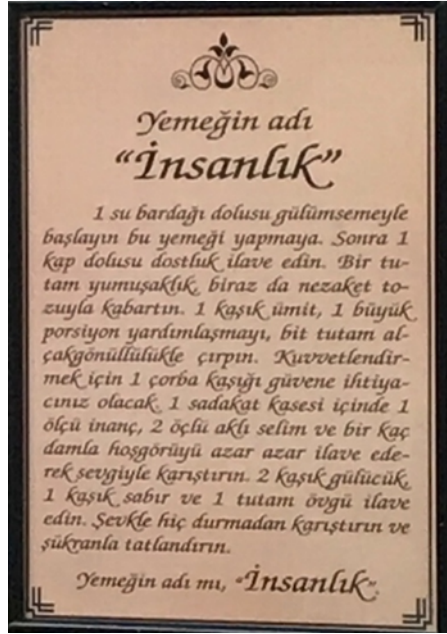 Yemeğin adı
“İnsanlık”
1 su bardağı dolusu gülümsemeyle
başlayın bu yemeği yapmaya. Sonra 1
kap dolusu dostluk ilave edin. Bir tu-
tam yumuşaklık, biraz da nezaket to-
zuyla kabartın. 1 kaşık ümit, 1 büyük
porsiyon yardımlaşmayı, bit tutam al-
çakgönüllülükle çırpın. Kuvvetlendir-
mek için 1 çorba kaşığı güvene ihtiya-
cınız olacak. 1 sadakat kasesi içinde 1
ölçü inanç, 2 öçlü aklı selim ve bir kaç
damla hoşgörüyü azar azar ilave ede-
rek sevgiyle karıştırın. 2 kaşık gülücük,
1 kaşık sabır ve 1 tutam övgü ilave
edin. Şevkle hiç durmadan karıştırın ve
şükranla tatlandırın.
Yemeğin adı mı, “İnsanlık”.